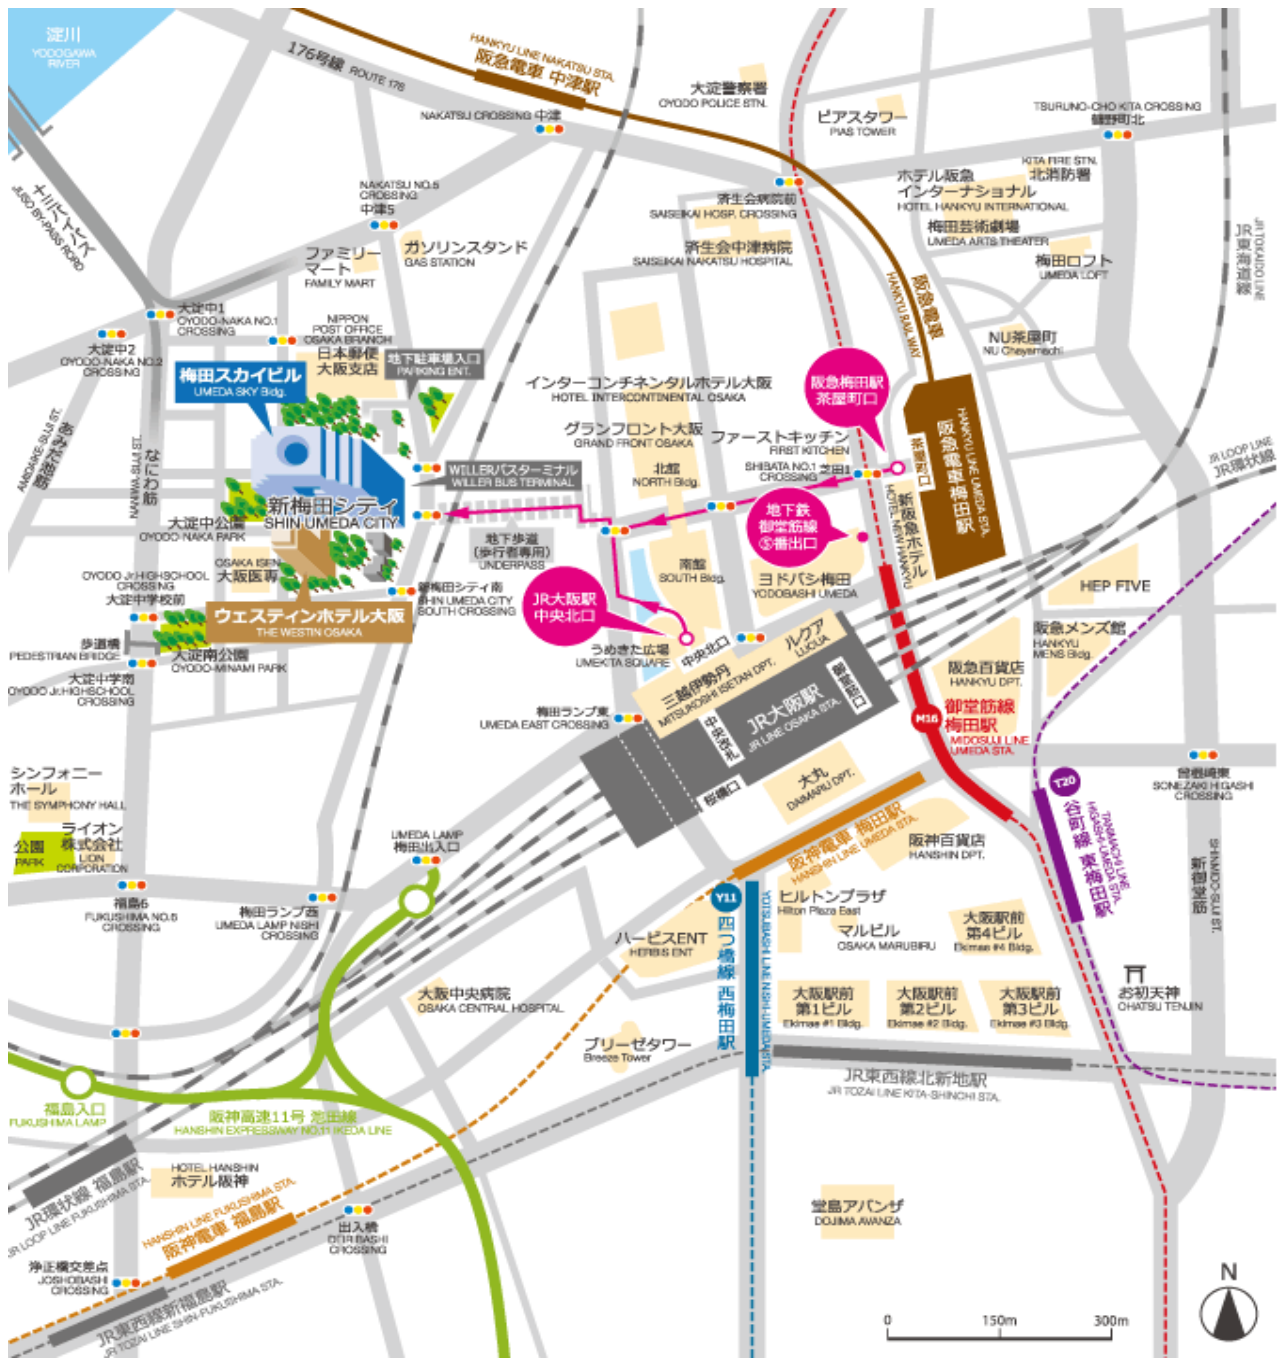 淀川
YODOGAWA
RIVER
176号線 ROUTE 176
HANKYU LINE NAKATSU STA.
阪急電車 中津駅
NAKATSU CROSSING 中津
大淀警察署
OYODO POLICE STN.
ピアスタワー
PIAS TOWER
TSURUNO-CHO KITA CROSSING
鶴野町北
十三バイパス
JUSO BY-PASS ROAD
NAKATSU NO.5
CROSSING
中津5
済生会病院前
SAISEIKAI HOSP. CROSSING
ホテル阪急
インターナショナル
HOTEL HANKYU INTERNATIONAL
KITA FIRE STN.
北消防署
梅田芸術劇場
UMEDA ARTS THEATER
梅田ロフト
UMEDA LOFT
JR東海道線
JR TOKAIDO LINE
ファミリー
マート
FAMILY MART
ガソリンスタンド
GAS STATION
済生会中津病院
SAISEIKAI NAKATSU HOSPITAL
阪急電車
HANKYU RAIL WAY
大淀中1
OYODO-NAKA NO.1
CROSSING
大淀中2
OYODO-NAKA NO.2
CROSSING
NIPPON
POST OFFICE
OSAKA BRANCH
日本郵便
大阪支店
地下駐車場入口
PARKING ENT.
NU茶屋町
NU Chayamachi
梅田スカイビル
UMEDA SKY Bldg.
インターコンチネンタルホテル大阪
HOTEL INTERCONTINENTAL OSAKA
阪急梅田駅
茶屋町口
グランフロント大阪
GRAND FRONT OSAKA
ファーストキッチン
FIRST KITCHEN
あみだ池筋
AMIDAIKE-SUJI ST.
なにわ筋
NANIWA SUJI ST.
北館
NORTH Bldg.
SHIBATA NO.1
CROSSING 芝田1
茶屋町口
阪急電車梅田駅
HANKYU LINE UMEDA STA.
JR LOOP LINE
JR環状線
WILLERバスターミナル
WILLER BUS TERMINAL
新梅田シティ
SHIN UMEDA CITY
大淀中公園
OYODO-NAKA PARK
地下歩道
(歩行者専用)
UNDERPASS
地下鉄
御堂筋線
⑤番出口
新阪急ホテル
HOTEL NEW HANKYU
OSAKA ISEN
大阪医専
南館
SOUTH Bldg.
ヨドバシ梅田
YODOBASHI UMEDA
HEP FIVE
OYODO Jr.HIGHSCHOOL
CROSSING
大淀中学校前
新梅田シティ南
SHIN UMEDA CITY
SOUTH CROSSING
JR大阪駅
中央北口
ウェスティンホテル大阪
THE WESTIN OSAKA
歩道橋
PEDESTRIAN BRIDGE
大淀南公園
OYODO-MINAMI PARK
うめきた広場
UMEKITA SQUARE
中央北口
ルクア
LUCUA
阪急メンズ館
HANKYU
MENS Bldg.
阪急百貨店
HANKYU DPT.
大淀中学南
OYODO Jr.HIGHSCHOOL
CROSSING
三越伊勢丹
MITSUKOSHI ISETAN DPT.
JR大阪駅
JR LINE OSAKA STA.
御堂筋口
中央改札
桜橋口
梅田ランプ東
UMEDA EAST CROSSING
M16
御堂筋線
梅田駅
MIDOSUJI LINE
UMEDA STA.
シンフォニー
ホール
THE SYMPHONY HALL
大丸
DAIMARU DPT.
T20
谷町線 東梅田駅
TANIMACHI LINE
HIGASHI-UMEDA STA.
曽根崎東
SONEZAKI HIGASHI
CROSSING
公園
PARK
ライオン
株式会社
LION
CORPORATION
UMEDA LAMP
梅田出入口
阪神電車 梅田駅
HANSHIN LINE UMEDA STA.
阪神百貨店
HANSHIN DPT.
新御堂筋
SHINMIDO-SUJI ST.
福島6
FUKUSHIMA NO.6
CROSSING
梅田ランプ西
UMEDA LAMP NISHI
CROSSING
Y11
四つ橋線 西梅田駅
YOTSUBASHI LINE NISHI-UMEDA STA.
ヒルトンプラザ
Hilton Plaza East
マルビル
OSAKA MARUBIRU
大阪駅前
第4ビル
Ekimae #4 Bldg.
ハービスENT
HERBIS ENT
大阪中央病院
OSAKA CENTRAL HOSPITAL
大阪駅前
第1ビル
Ekimae #1 Bldg.
大阪駅前
第2ビル
Ekimae #2 Bldg.
大阪駅前
第3ビル
Ekimae #3 Bldg.
お初天神
OHATSU TENJIN
ブリーゼタワー
Breeze Tower
JR東西線北新地駅
JR TOZAI LINE KITA-SHINCHI STA.
福島入口
FUKUSHIMA LAMP
阪神高速11号 池田線
HANSHIN EXPRESSWAY NO.11 IKEDA LINE
JR環状線 福島駅
JR LOOP LINE FUKUSHIMA STA.
HOTEL HANSHIN
ホテル阪神
HANSHIN LINE FUKUSHIMA STA.
阪神電車 福島駅
出入橋
DEIRIBASHI
CROSSING
堂島アバンザ
DOJIMA AWANZA
浄正橋交差点
JOSHOBASHI
CROSSING
JR東西線新福島駅
JR TOZAI LINE SHIN-FUKUSHIMA STA.
N
0 150m 300m